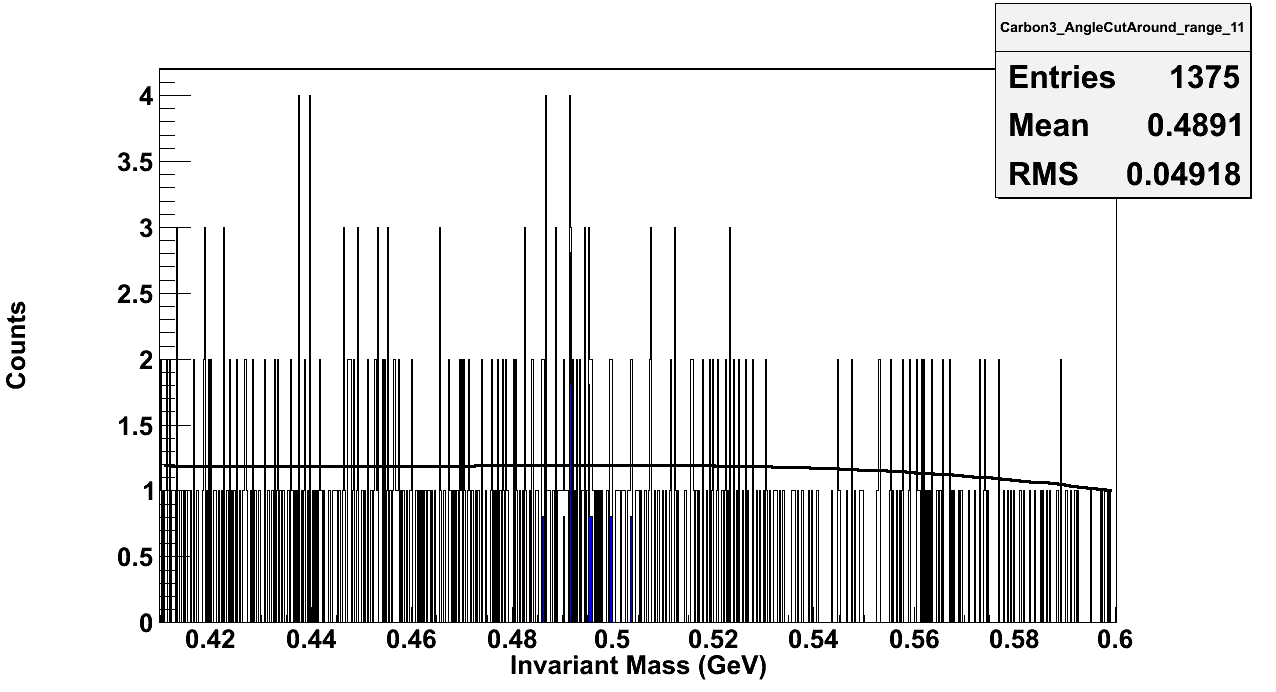 Carbon3_AngleCutAround_range_11
Entries 1375
Mean 0.4891
RMS 0.04918
Counts
4
3.5
3
2.5
2
1.5
1
0.5
0
0.42 0.44 0.46 0.48 0.5 0.52 0.54 0.56 0.58 0.6
Invariant Mass (GeV)